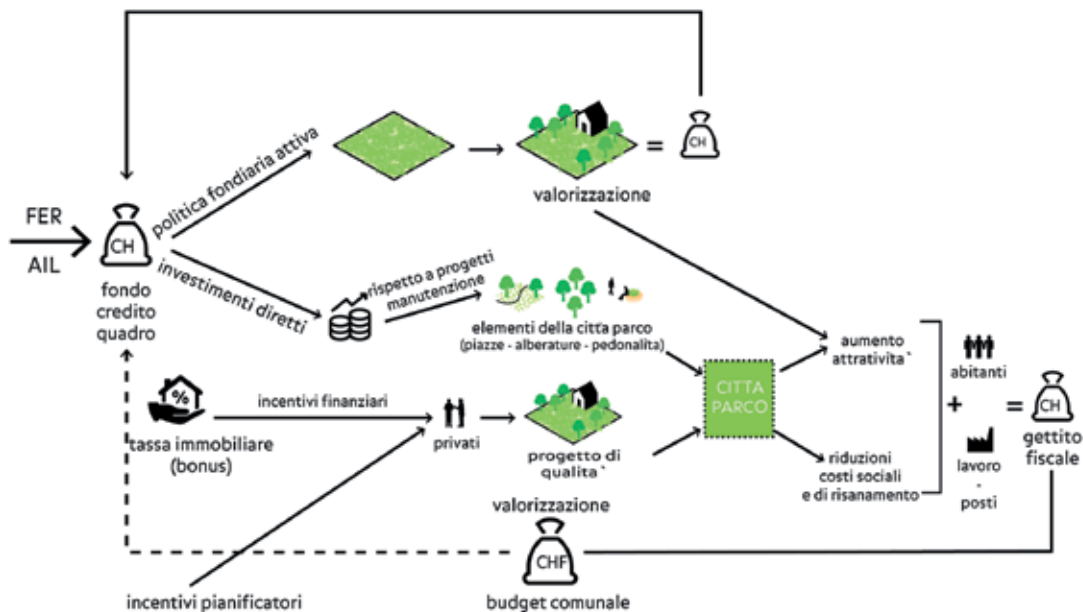 FER
AIL
CH
fondo
credito
quadro
politica fondiaria attiva
investimenti diretti
=
CH
valorizzazione
rispetto a progetti
manutenzione
elementi della citta parco
(piazze - alberature - pedonalita)
%
tassa immobiliare
(bonus)
incentivi finanziari
privati
progetto di
qualita`
valorizzazione
incentivi pianificatori
CITTA
PARCO
aumento
attrativita`
riduzioni
costi sociali
e di risanamento
abitanti
+
lavoro
-
posti
=
CH
gettito
fiscale
CHF
budget comunale